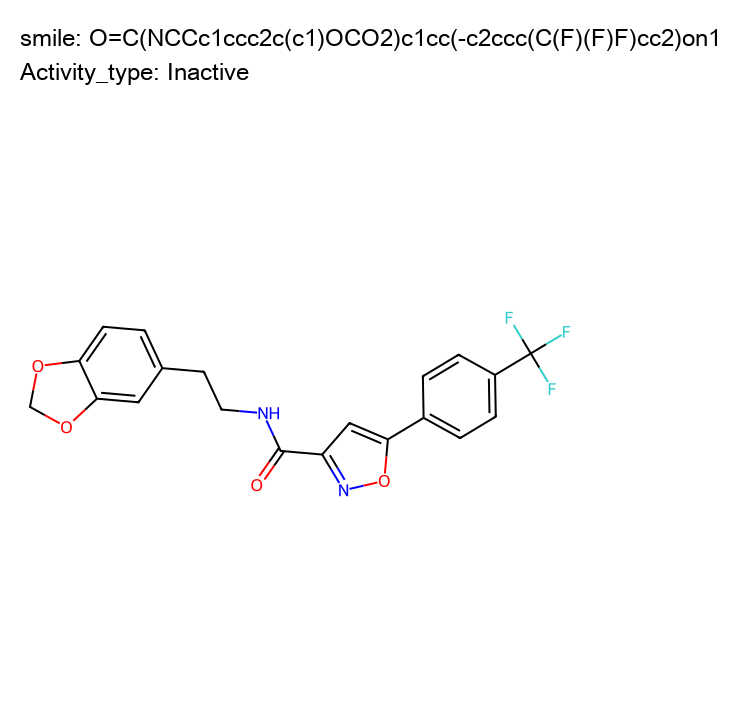 smile: O=C(NCCc1ccc2c(c1)OCO2)c1cc(-c2ccc(C(F)(F)F)cc2)on1
Activity_type: Inactive
F
F
F
O
O
NH
O
N
O